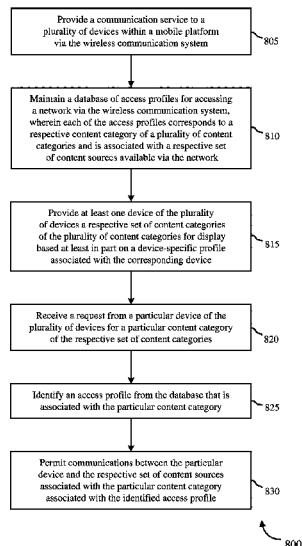 Provide a communication service to a
plurality of devices within a mobile platform
via the wireless communication system
805
Maintain a database of access profiles for accessing
a network via the wireless communication system,
wherein each of the access profiles corresponds to a
respective content category of a plurality of content
categories and is associated with a respective set
of content sources available via the network
810
Provide at least one device of the plurality
of devices a respective set of content categories
of the plurality of content categories for display
based at least in part on a device-specific profile
associated with the corresponding device
815
Receive a request from a particular device of the
plurality of devices for a particular content category
of the respective set of content categories
820
Identify an access profile from the database that is
associated with the particular content category
825
Permit communications between the particular
device and the respective set of content sources
associated with the particular content category
associated with the identified access profile
830
800